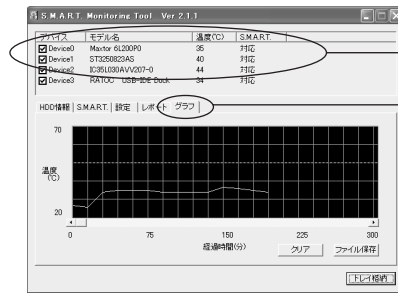 S.M.A.R.T. Monitoring Tool Ver 2.1.1
デバイス モデル名 温度(℃) S.M.A.R.T.
Device0 Maxtor 6L200P0 35 対応
Device1 ST3250823AS 40 対応
Device2 IC35L030AVV207-0 44 対応
Device3 RATOC USB-IDE Dock 34 対応
HDD情報 S.M.A.R.T. 設定 レポート グラフ
70
温度
(℃)
20
0 75 150 225 300
経過時間(分)
クリア ファイル保存
トレイ格納